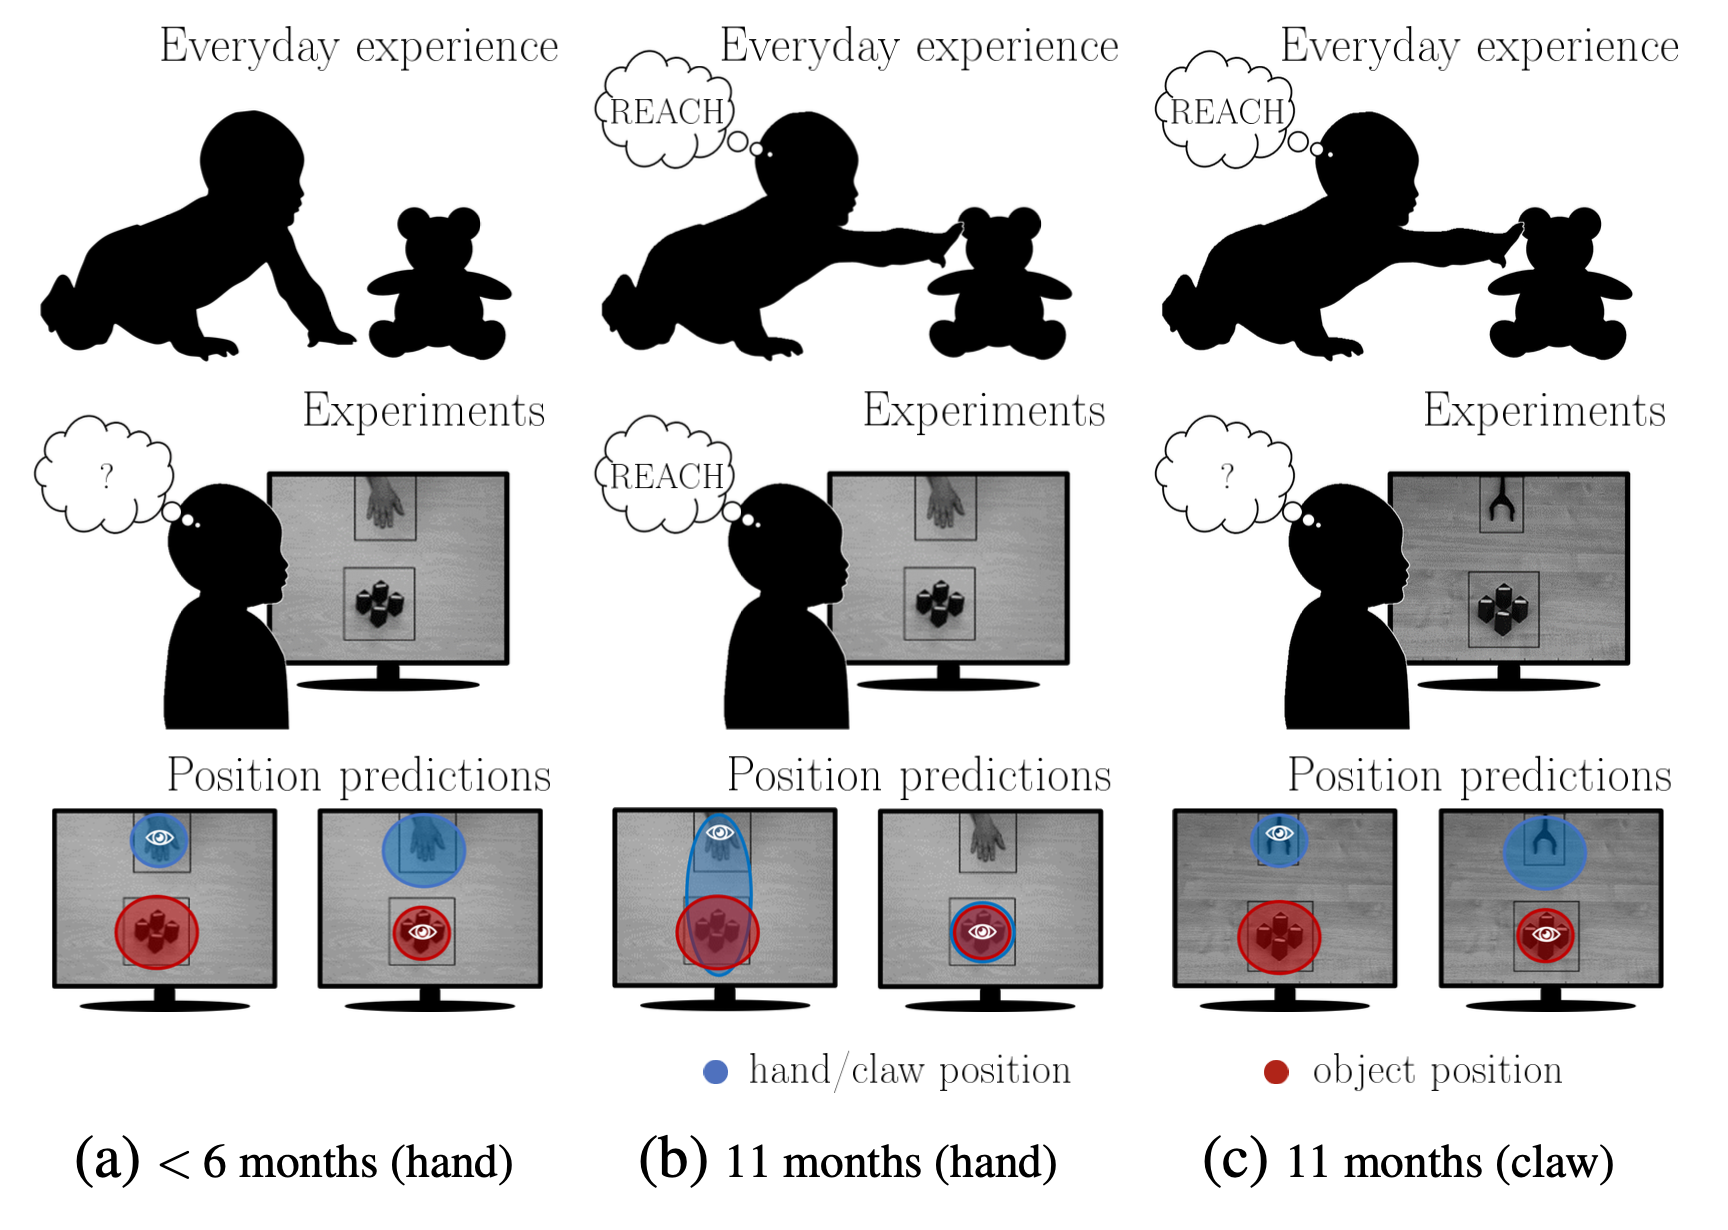 Everyday experience
Everyday experience
Everyday experience
REACH
REACH
Experiments
Experiments
Experiments
?
REACH
?
Position predictions
Position predictions
Position predictions
hand/claw position
object position
(a) < 6 months (hand)
(b) 11 months (hand)
(c) 11 months (claw)